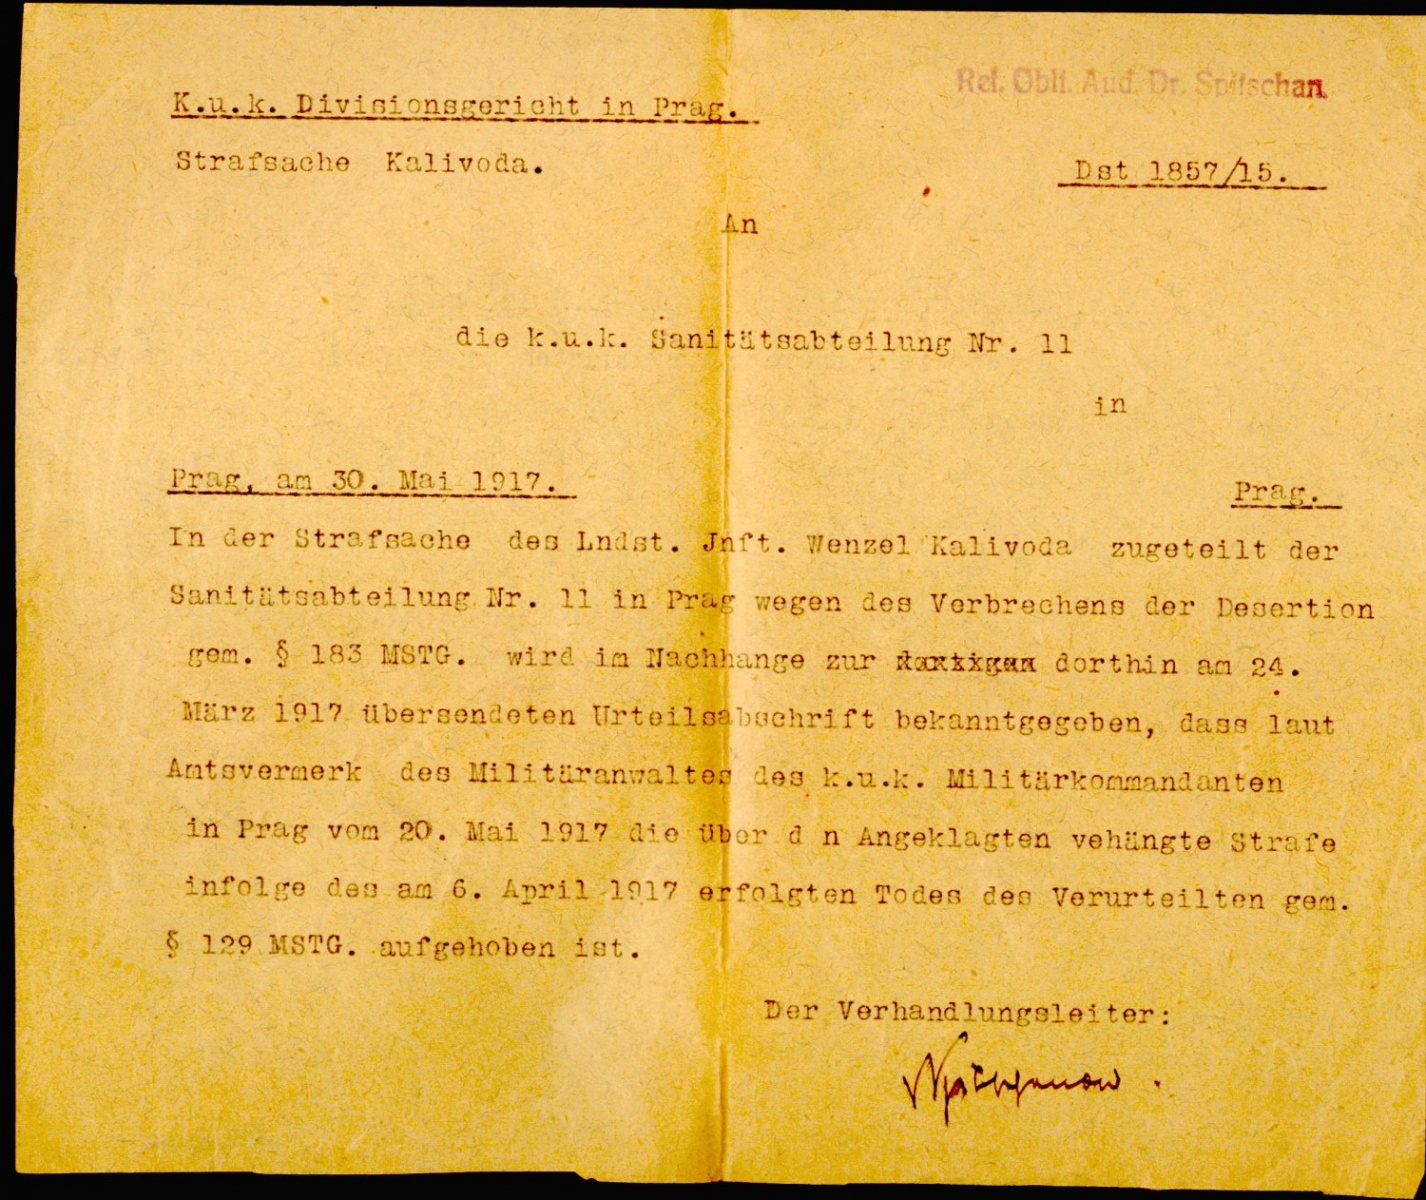 Ref. Oblt. Aud. Dr. Spitschan
K.u.k. Divisionsgericht in Prag.
Strafsache Kalivoda.
Dst 1857/15.
An
die k.u.k. Sanitätsabteilung Nr. 11
in
Prag, am 30. Mai 1917.
Prag.
In der Strafsache des Lndst. Jnft. Wenzel Kalivoda zugeteilt der
Sanitätsabteilung Nr. 11 in Prag wegen des Verbrechens der Desertion
gem. § 183 MSTG. wird im Nachhange zur dorthin am 24.
März 1917 übersendeten Urteilsabschrift bekanntgegeben, dass laut
Amtsvermerk des Militäranwaltes des k.u.k. Militärkommandanten
in Prag vom 20. Mai 1917 die über d n Angeklagten vehängte Strafe
infolge des am 6. April 1917 erfolgten Todes des Verurteilten gem.
§ 129 MSTG. aufgehoben ist.
Der Verhandlungsleiter: